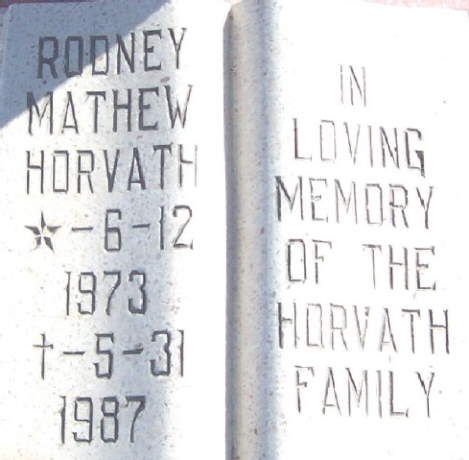 RODNEY
MATHEW
HORVATH
★-6-12
1973
†-5-31
1987
IN
LOVING
MEMORY
OF THE
HORVATH
FAMILY